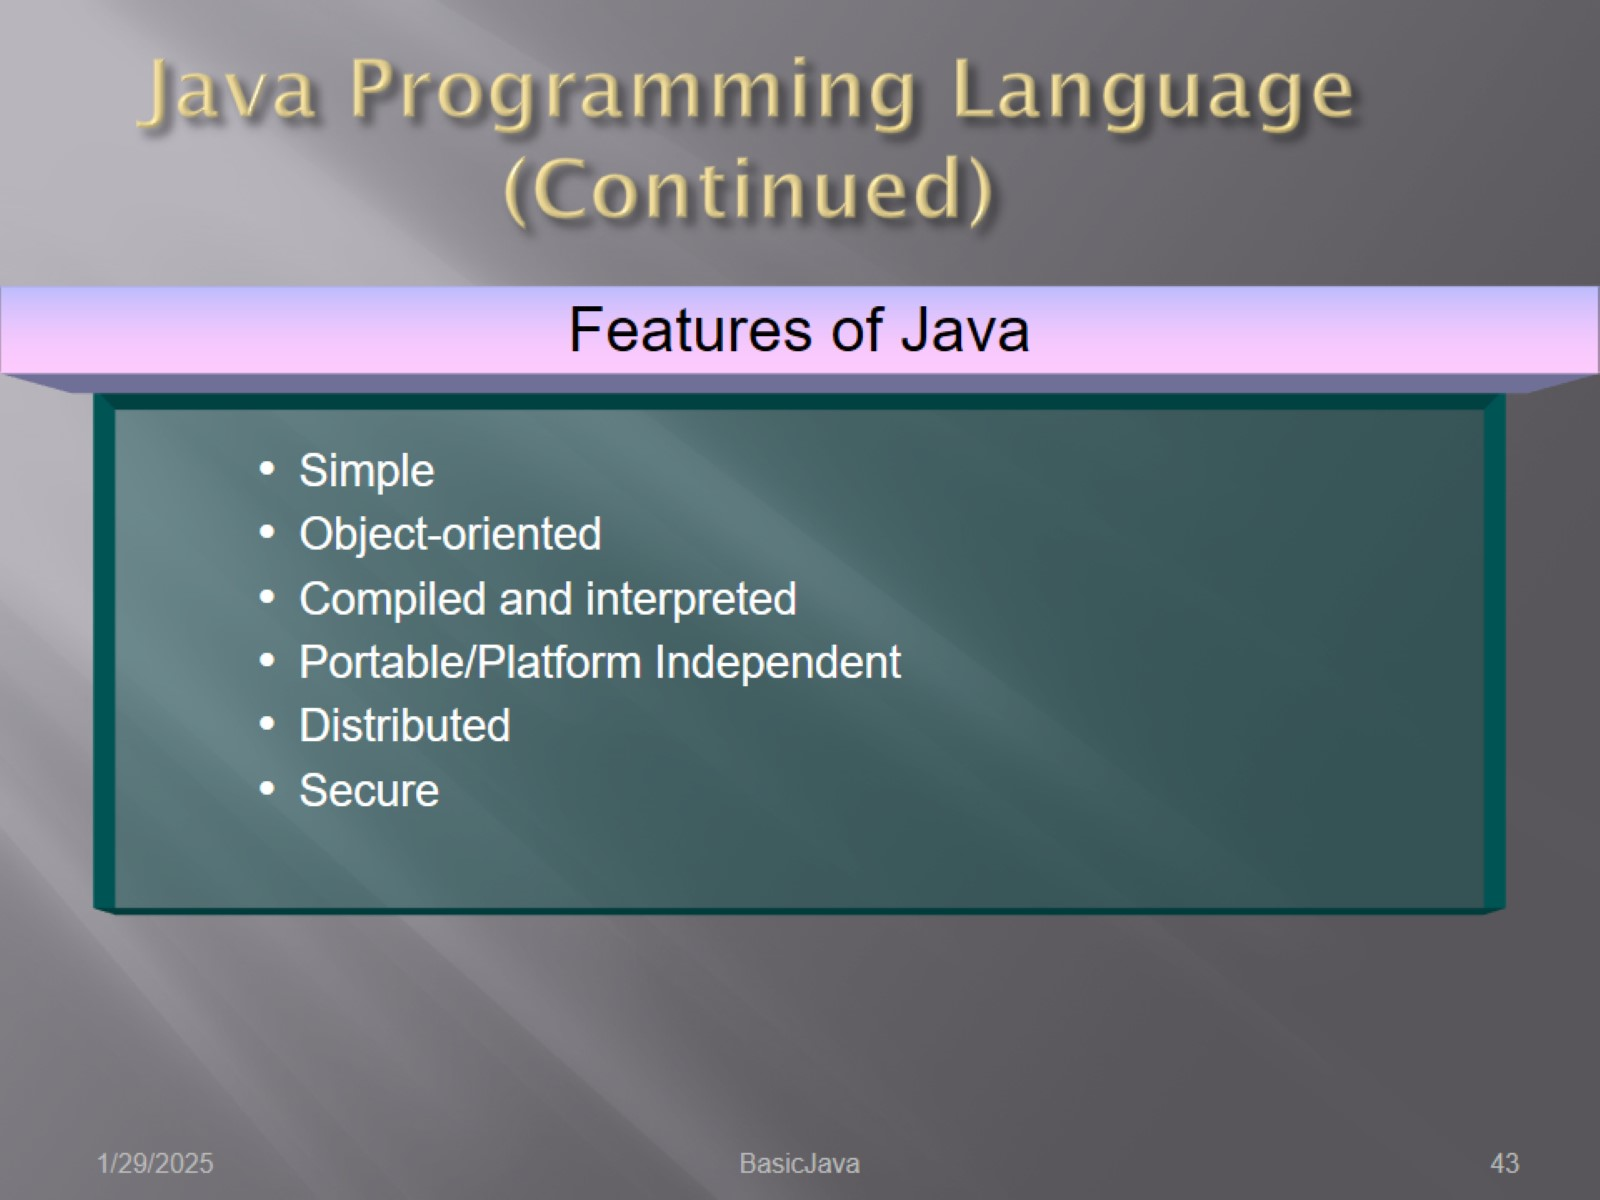 Java Programming Language
(Continued)
Features of Java
• Simple
• Object-oriented
• Compiled and interpreted
• Portable/Platform Independent
• Distributed
• Secure
1/29/2025
BasicJava
43